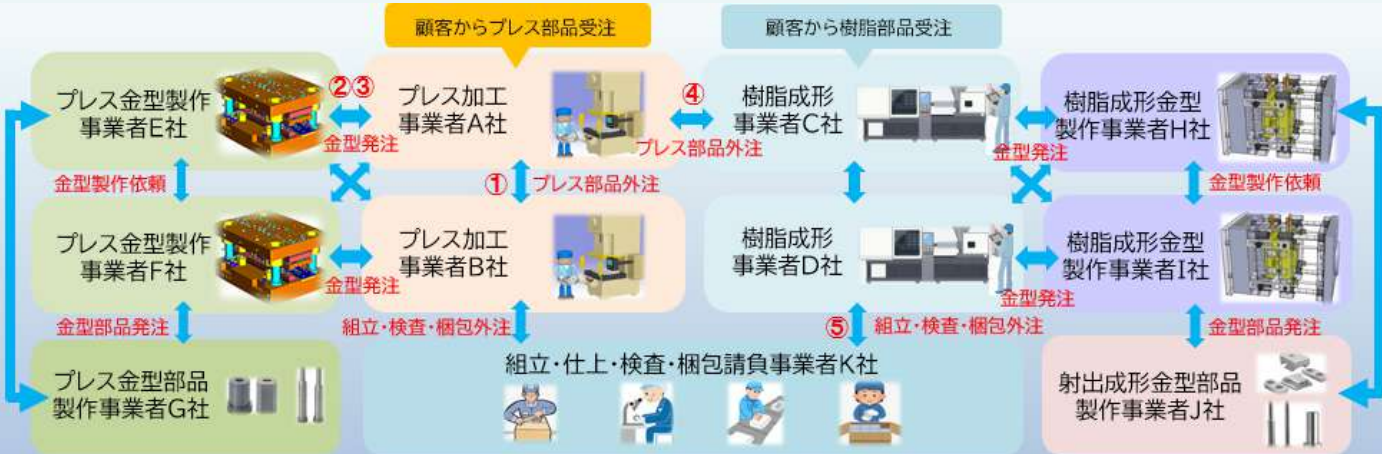 顧客からプレス部品受注
顧客から樹脂部品受注
プレス金型製作
事業者E社
②③
金型発注
プレス加工
事業者A社
④
プレス部品外注
樹脂成形
事業者C社
金型発注
樹脂成形金型
製作事業者H社
金型製作依頼
①
プレス部品外注
金型製作依頼
プレス金型製作
事業者F社
金型発注
プレス加工
事業者B社
樹脂成形
事業者D社
金型発注
樹脂成形金型
製作事業者I社
金型部品発注
組立・検査・梱包外注
⑤
組立・検査・梱包外注
金型部品発注
プレス金型部品
製作事業者G社
組立・仕上・検査・梱包請負事業者K社
射出成形金型部品
製作事業者J社